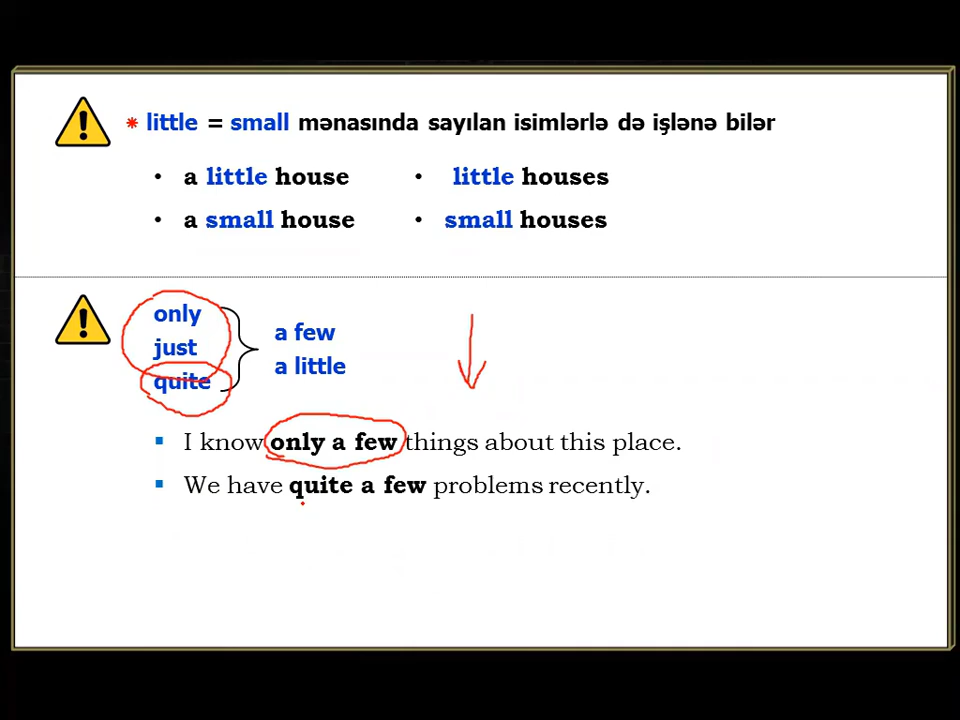 * little = small mənasında sayılan isimlərlə də işlənə bilər
• a little house • little houses
• a small house • small houses
only
just
quite
a few
a little
▪ I know only a few things about this place.
▪ We have quite a few problems recently.